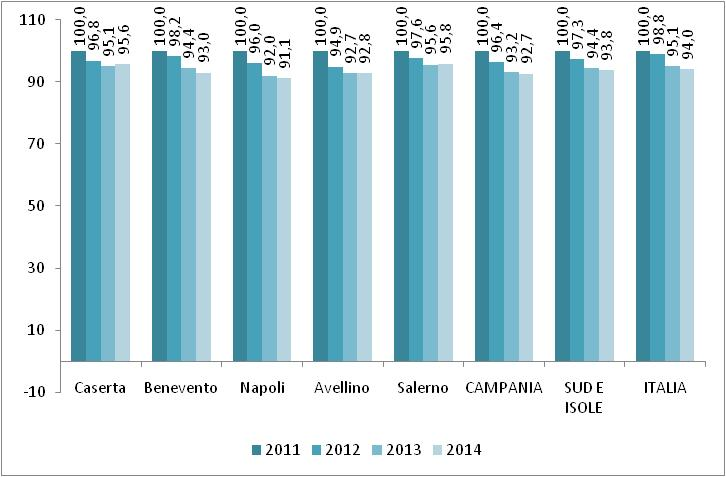 110
90
70
50
30
10
-10
100,0 96,8 95,1 95,6
100,0 98,2 94,4 93,0
100,0 96,0 92,0 91,1
100,0 94,9 92,7 92,8
100,0 97,6 95,6 95,8
100,0 96,4 93,2 92,7
100,0 97,3 94,4 93,8
100,0 98,8 95,1 94,0
Caserta Benevento Napoli Avellino Salerno CAMPANIA SUD E ITALIA
ISOLE
2011 2012 2013 2014